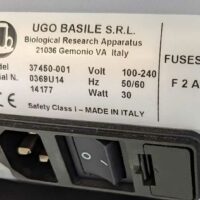 UGO BASILE S.R.L.
Biological Research Apparatus
21036 Gemonio VA Italy
FUSES
37450-001 Volt 100-240
0369U14 Hz 50/60
F 2 A
14177 Watt 30
Safety Class I – MADE IN ITALY